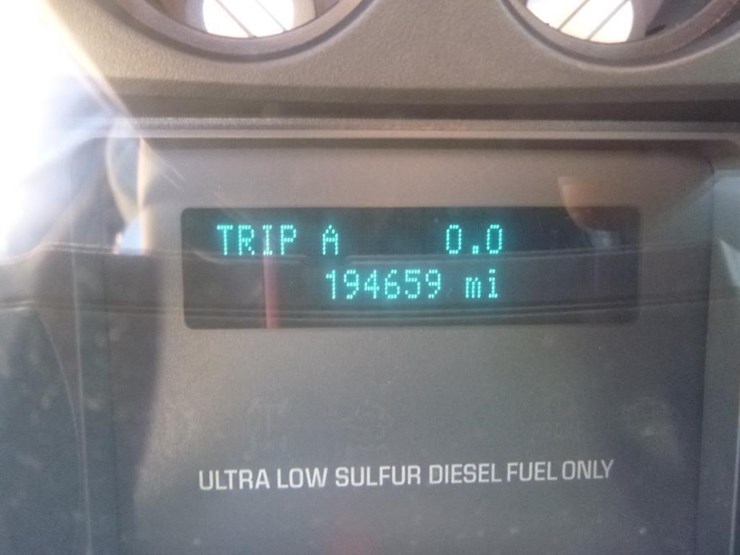 TRIP A 0.0
194659 mi
ULTRA LOW SULFUR DIESEL FUEL ONLY